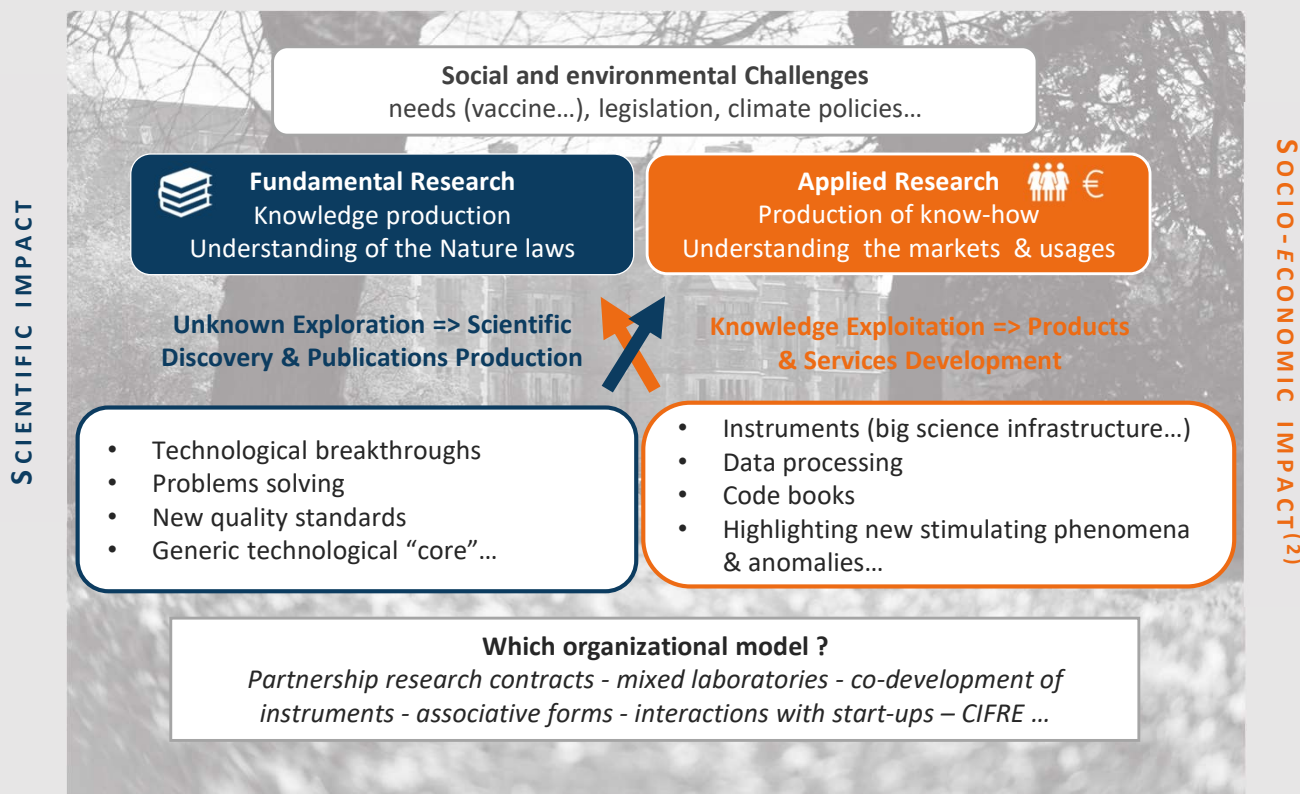 Social and environmental Challenges
needs (vaccine…), legislation, climate policies…
SCIENTIFIC IMPACT
Fundamental Research
Knowledge production
Understanding of the Nature laws
Applied Research €
Production of know-how
Understanding the markets & usages
SOCIO-ECONOMIC IMPACT(2)
Unknown Exploration => Scientific
Discovery & Publications Production
Knowledge Exploitation => Products
& Services Development
• Technological breakthroughs
• Problems solving
• New quality standards
• Generic technological “core”…
• Instruments (big science infrastructure…)
• Data processing
• Code books
• Highlighting new stimulating phenomena
& anomalies…
Which organizational model ?
Partnership research contracts - mixed laboratories - co-development of
instruments - associative forms - interactions with start-ups – CIFRE …